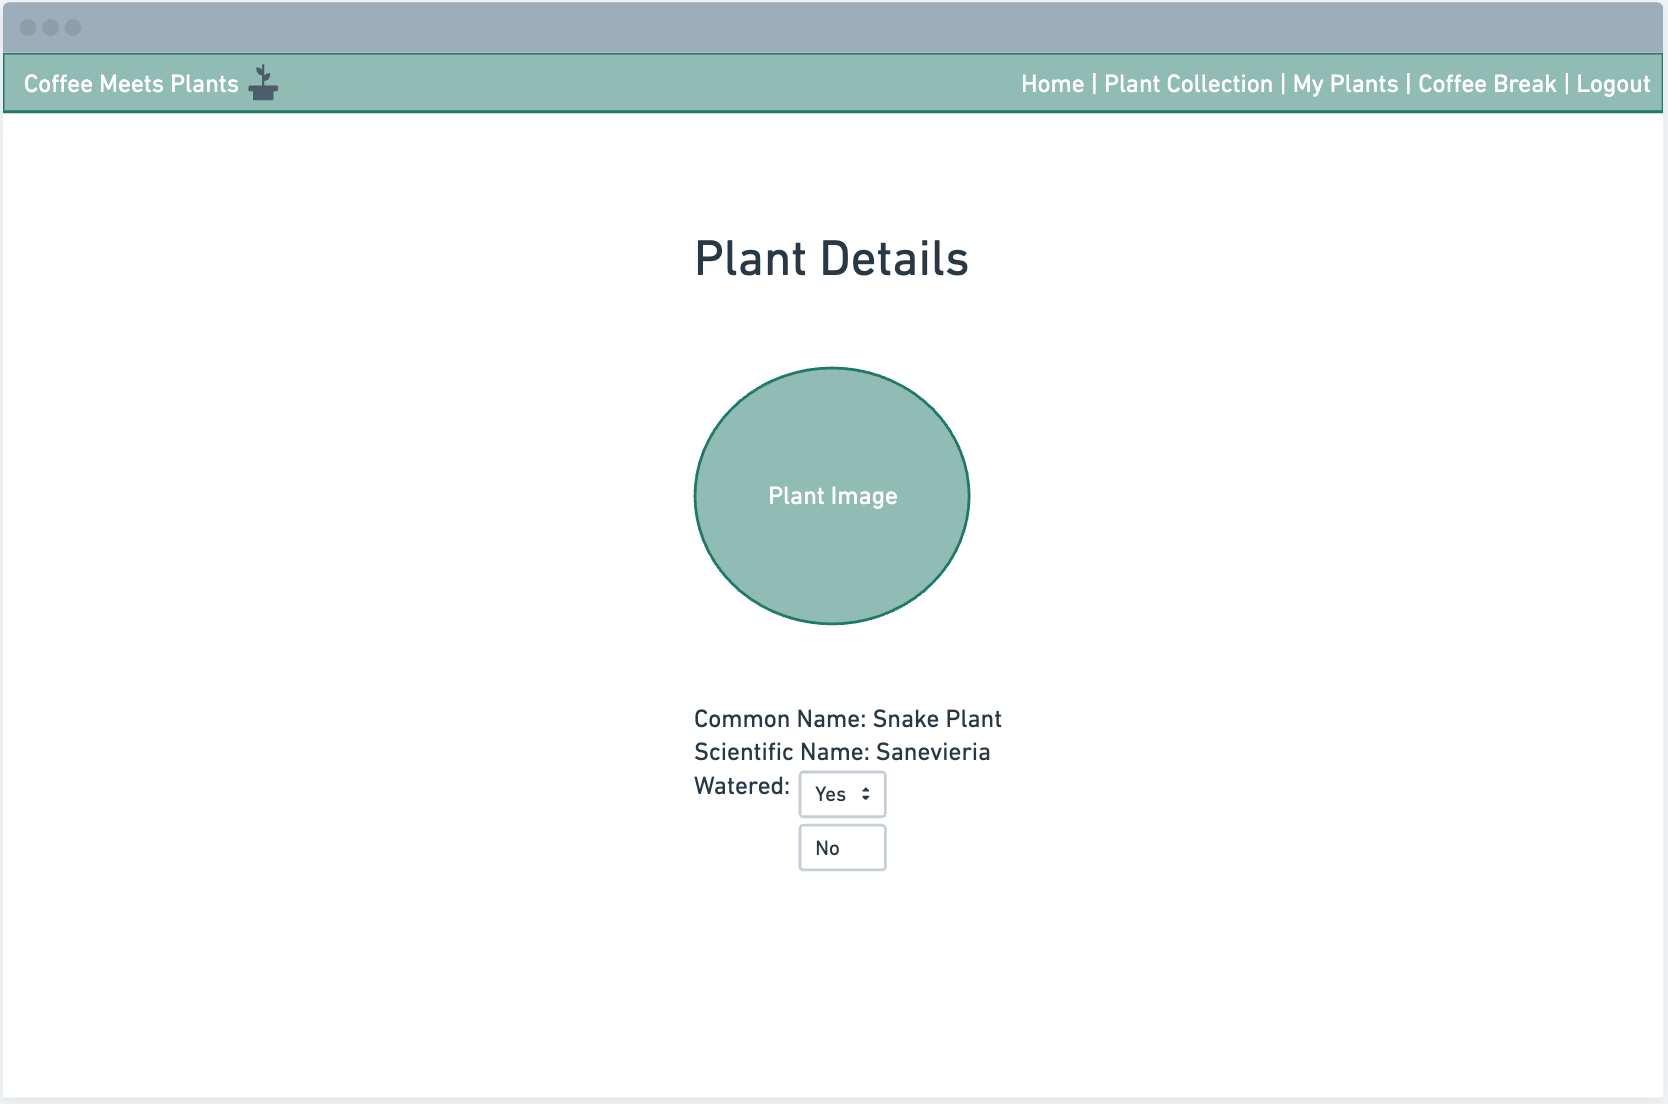 Coffee Meets Plants
Home | Plant Collection | My Plants | Coffee Break | Logout
Plant Details
Plant Image
Common Name: Snake Plant
Scientific Name: Sanevieria
Watered: Yes
No